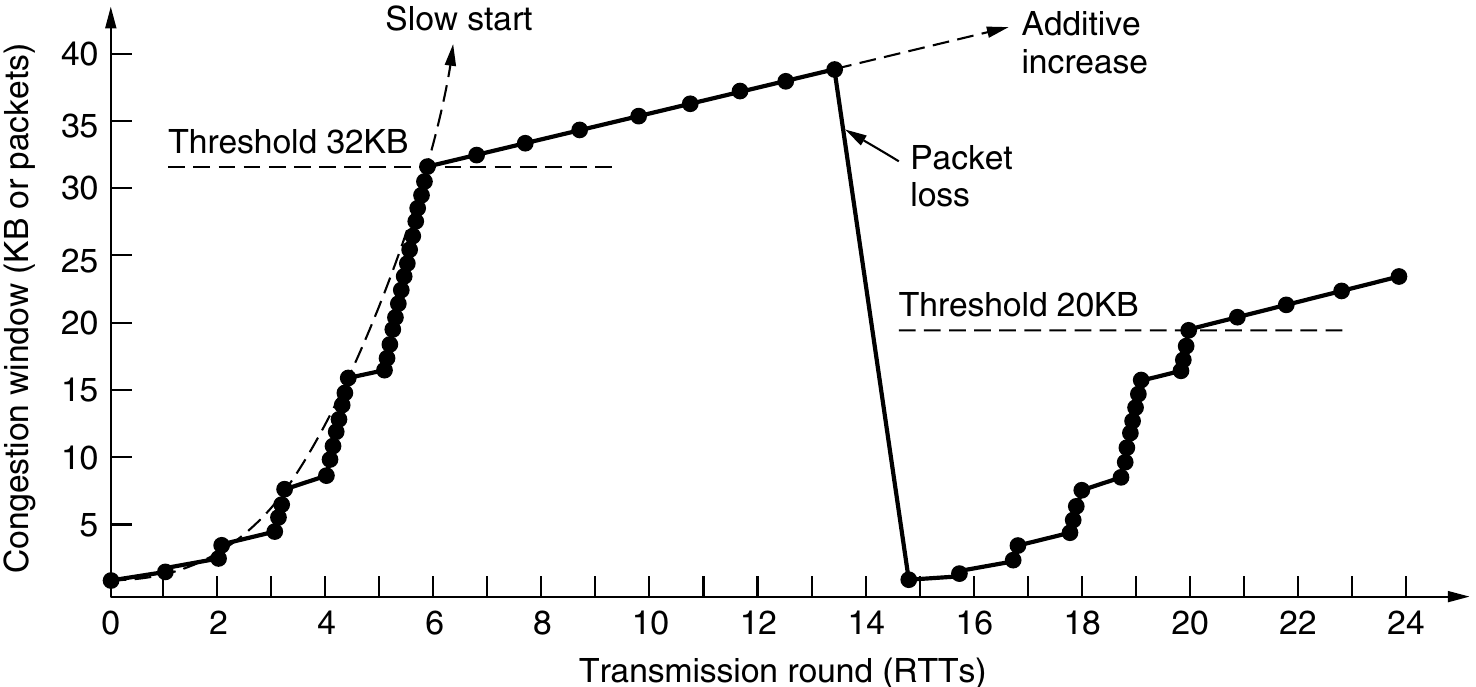 Slow start
Additive
increase
Congestion window (KB or packets)
40
35
30
25
20
15
10
5
Threshold 32KB
Packet
loss
Threshold 20KB
0 2 4 6 8 10 12 14 16 18 20 22 24
Transmission round (RTTs)